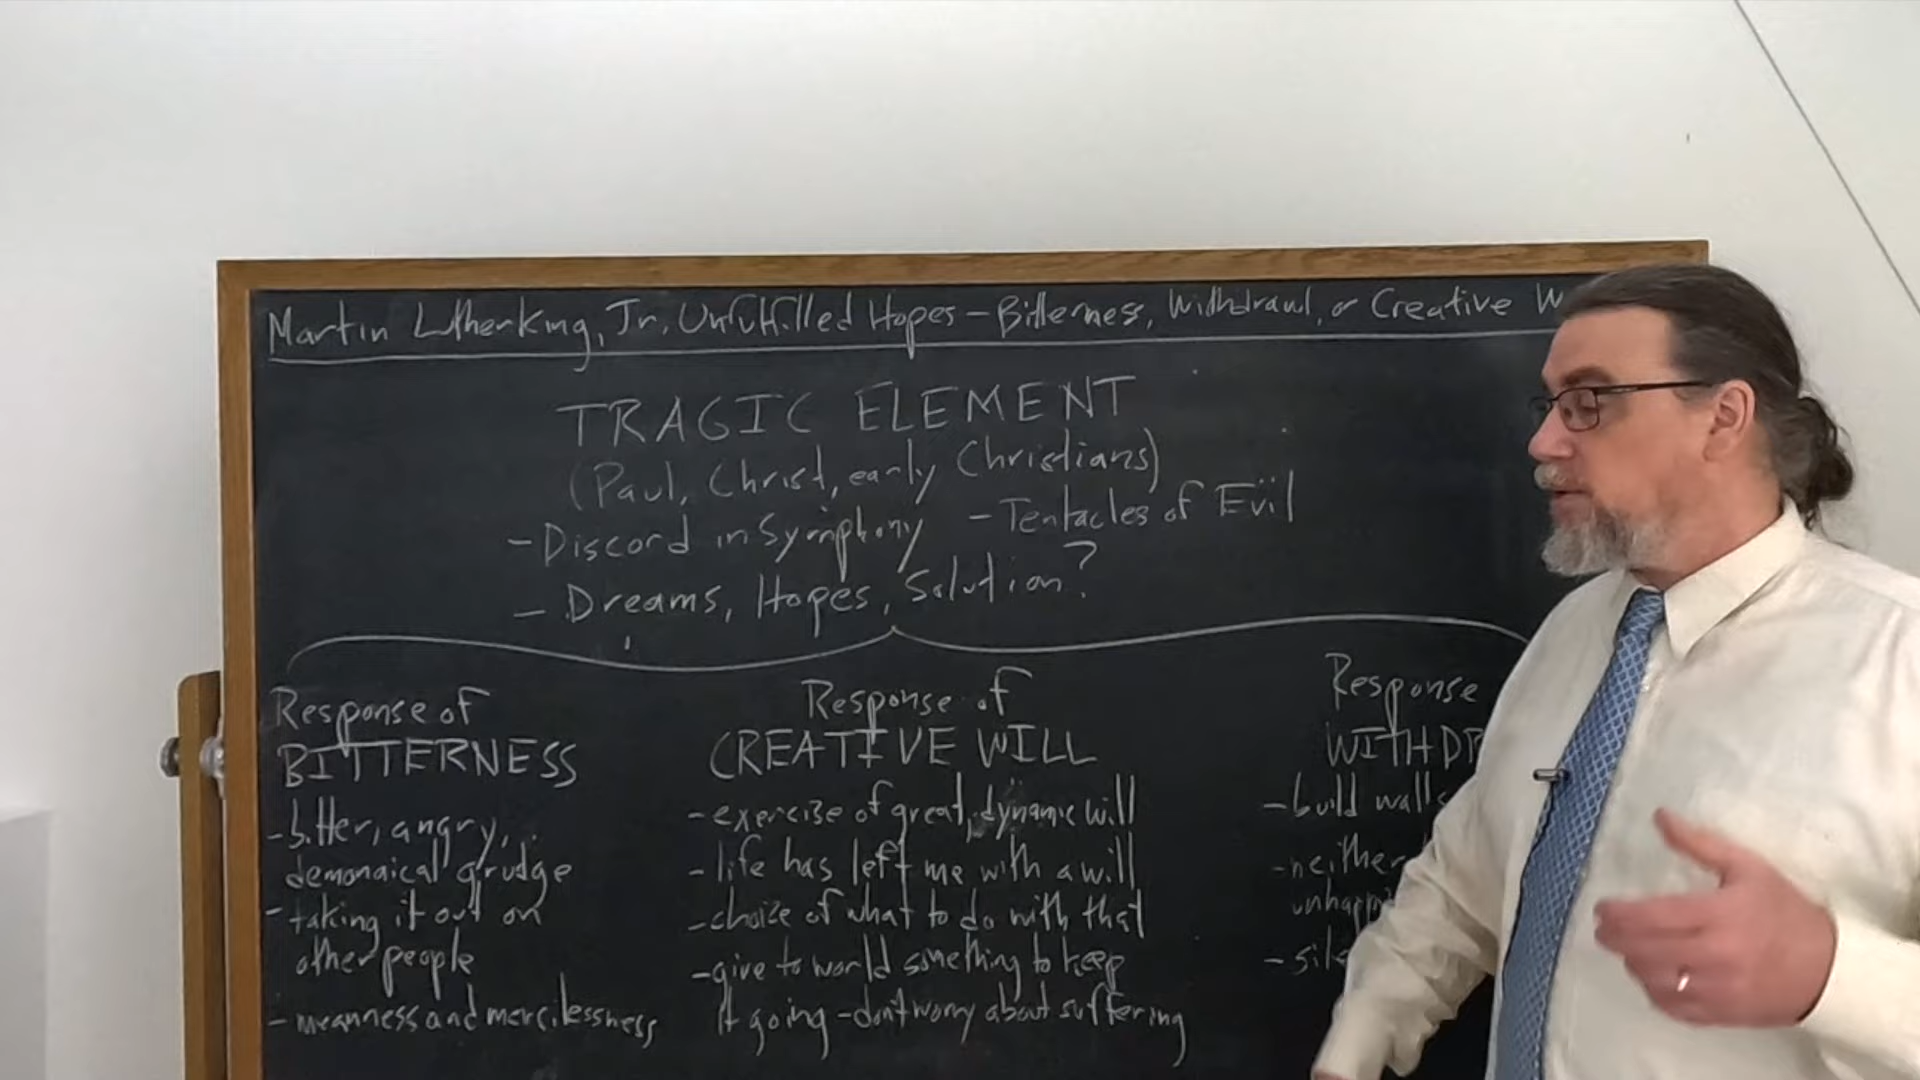 Martin Luther King, Jr. Unfulfilled Hopes - Bitterness, Withdrawl, or Creative W
TRAGIC ELEMENT
(Paul, Christ, early Christians)
- Discord in Symphony - Tentacles of Evil
- Dreams, Hopes, Solution?
Response of
BITTERNESS
- bitter, angry,
demonaical grudge
- taking it out on
other people
- meanness and mercilessness
Response of
CREATIVE WILL
- exercise of great, dynamic will
- life has left me with a will
- choize of what to do with that
- give to world something to keep
it going - don't worry about suffering
Response
WITHDR
- build walls
- neither
unhapp
- sile